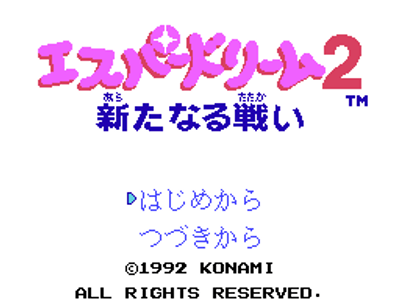 エスパードリーム2
TM
あら たたか
新たなる戦い
はじめから
つづきから
©1992 KONAMI
ALL RIGHTS RESERVED.